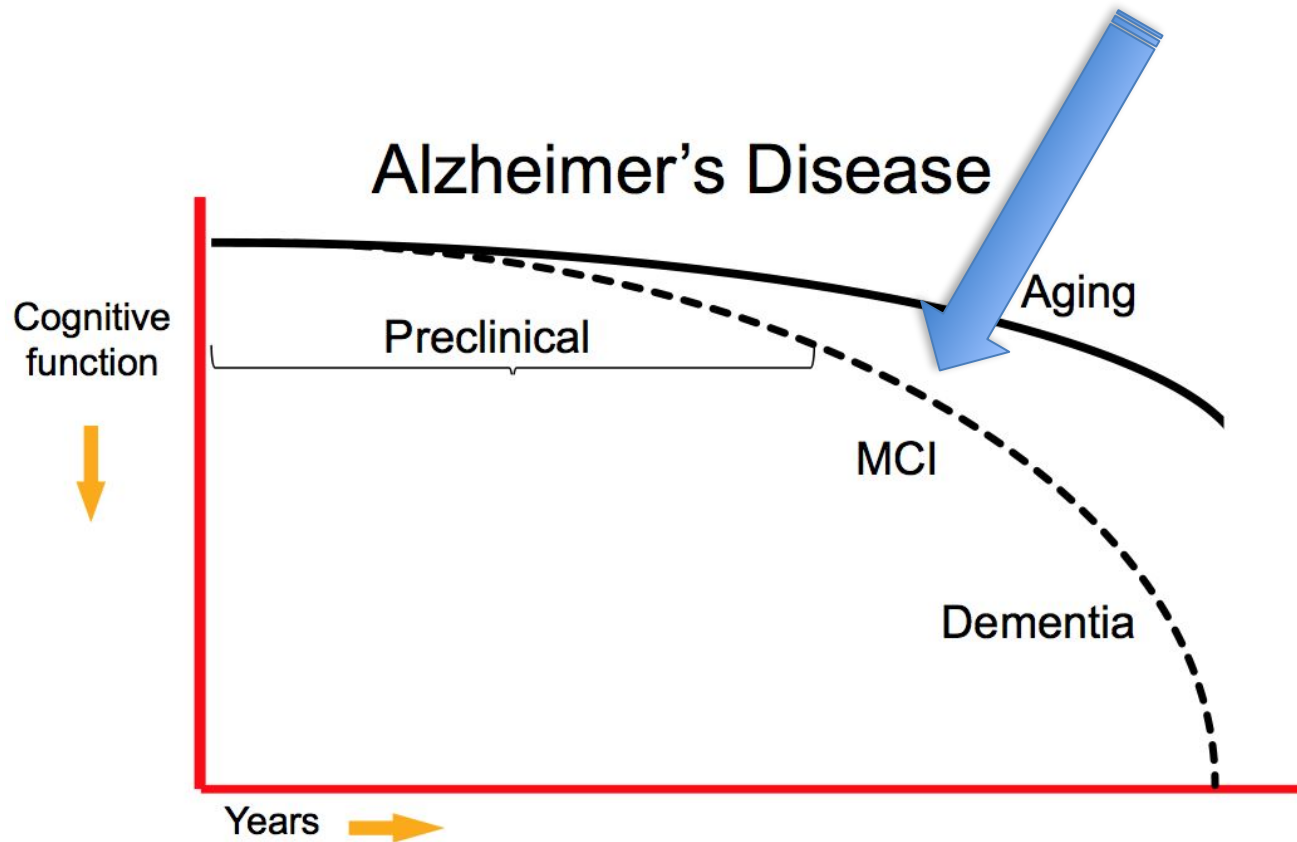 Alzheimer’s Disease
Aging
Cognitive
function
Preclinical
MCI
Dementia
Years